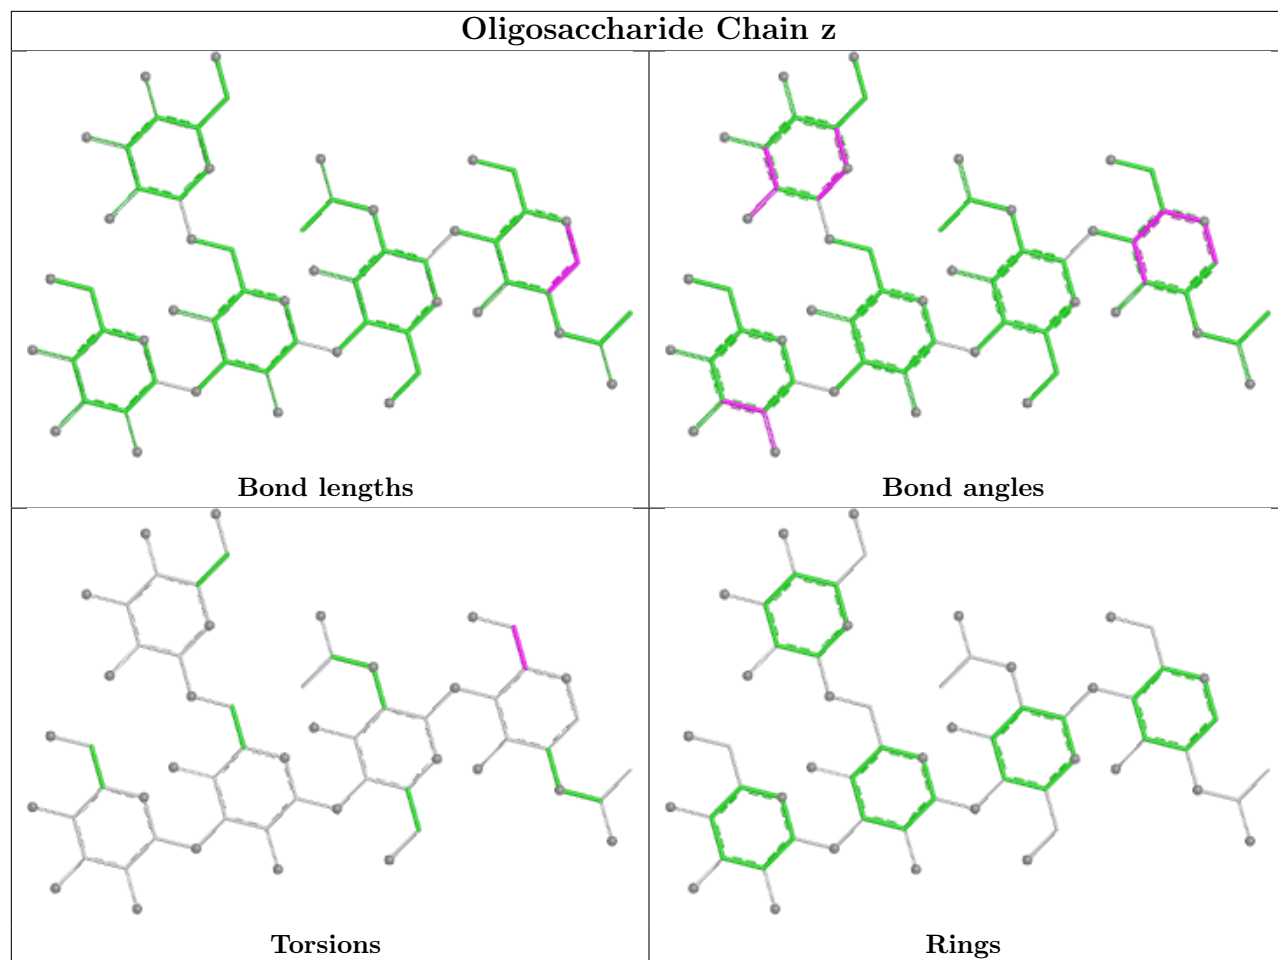 Oligosaccharide Chain z
Bond lengths
Bond angles
Torsions
Rings